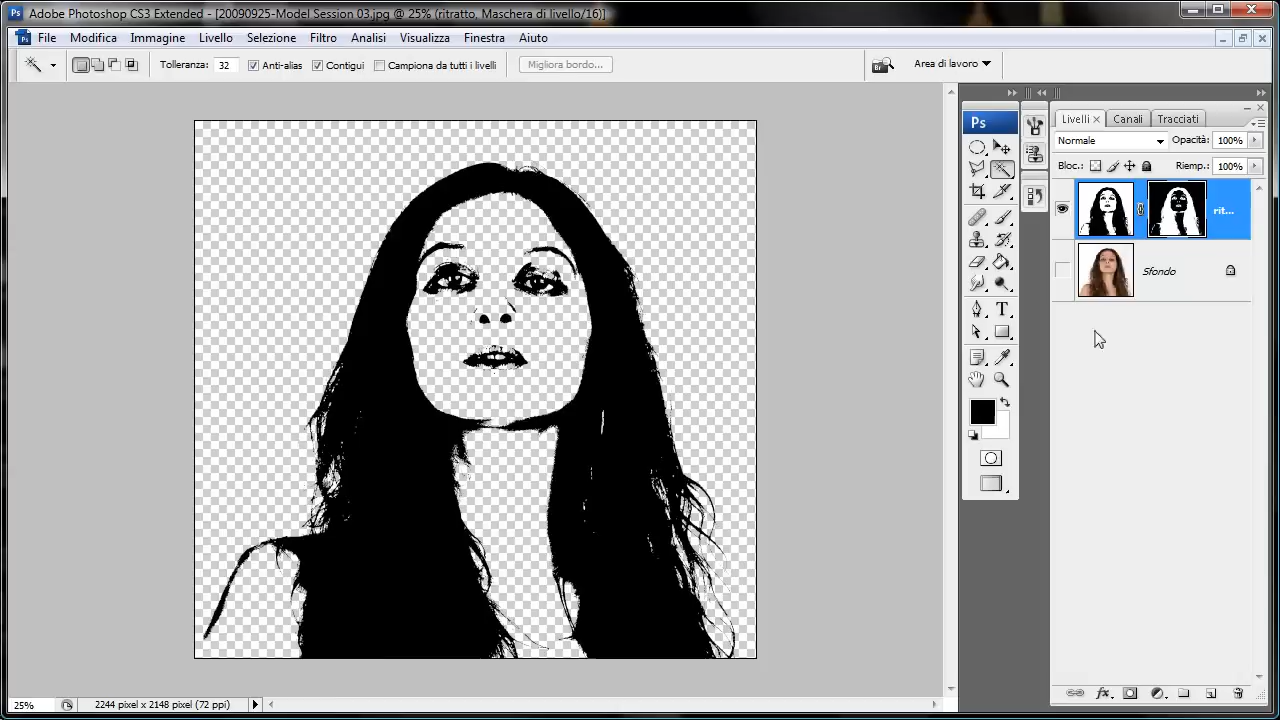 Adobe Photoshop CS3 Extended - [20090925-Model Session 03.jpg @ 25% (ritratto, Maschera di livello/16)]
File Modifica Immagine Livello Selezione Filtro Analisi Visualizza Finestra Aiuto
Tolleranza: 32 Anti-alias Contigui Campiona da tutti i livelli Migliora bordo... Area di lavoro
Ps
Livelli Canali Tracciati
Normale Opacità: 100%
Bloc.: Riemp.: 100%
rit...
Sfondo
25% 2244 pixel x 2148 pixel (72 ppi)